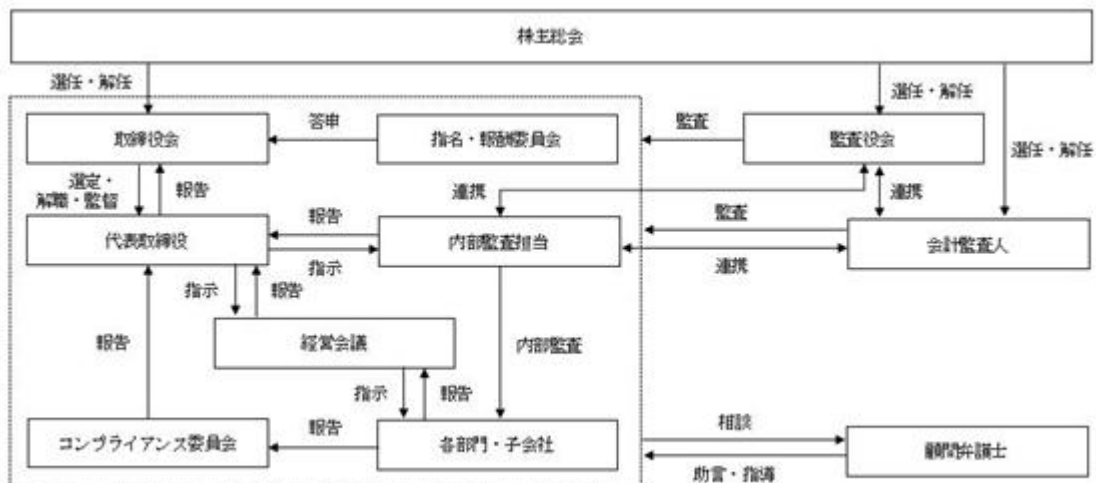 株主総会
選任・解任
選任・解任
選任・解任
取締役会
答申
指名・報酬委員会
監査
監査役会
選定・
解職・監督
報告
連携
連携
代表取締役
報告
指示
内部監査担当
監査
連携
会計監査人
指示
報告
経営会議
報告
内部監査
指示
報告
コンプライアンス委員会
報告
各部門・子会社
相談
助言・指導
顧問弁護士